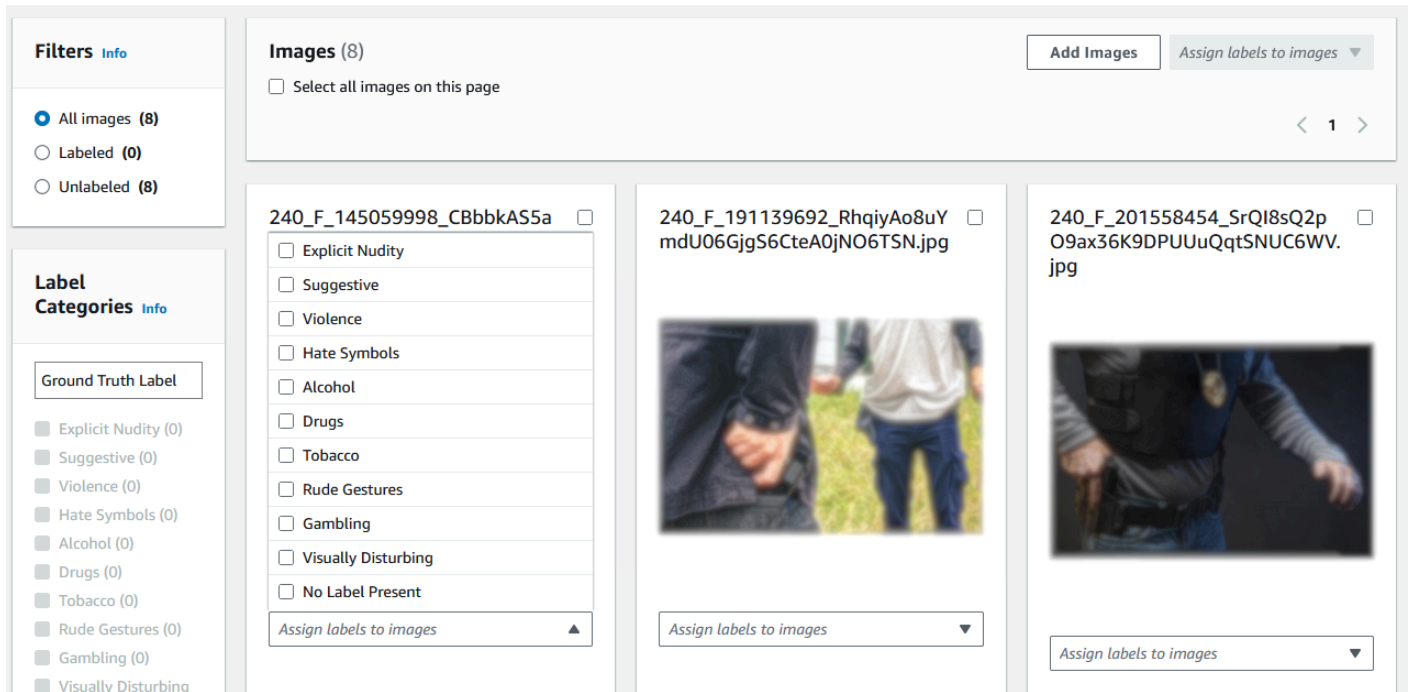 Filters Info
All images (8)
Labeled (0)
Unlabeled (8)
Label
Categories Info
Ground Truth Label
Explicit Nudity (0)
Suggestive (0)
Violence (0)
Hate Symbols (0)
Alcohol (0)
Drugs (0)
Tobacco (0)
Rude Gestures (0)
Gambling (0)
Visually Disturbing
Images (8)
Add Images
Assign labels to images
Select all images on this page
1
240_F_145059998_CBbbkAS5a
Explicit Nudity
Suggestive
Violence
Hate Symbols
Alcohol
Drugs
Tobacco
Rude Gestures
Gambling
Visually Disturbing
No Label Present
Assign labels to images
240_F_191139692_RhqiyAo8uY
mdU06GjgS6CteA0jNO6TSN.jpg
Assign labels to images
240_F_201558454_SrQI8sQ2p
O9ax36K9DPUUuQqtSNUC6WV.
jpg
Assign labels to images